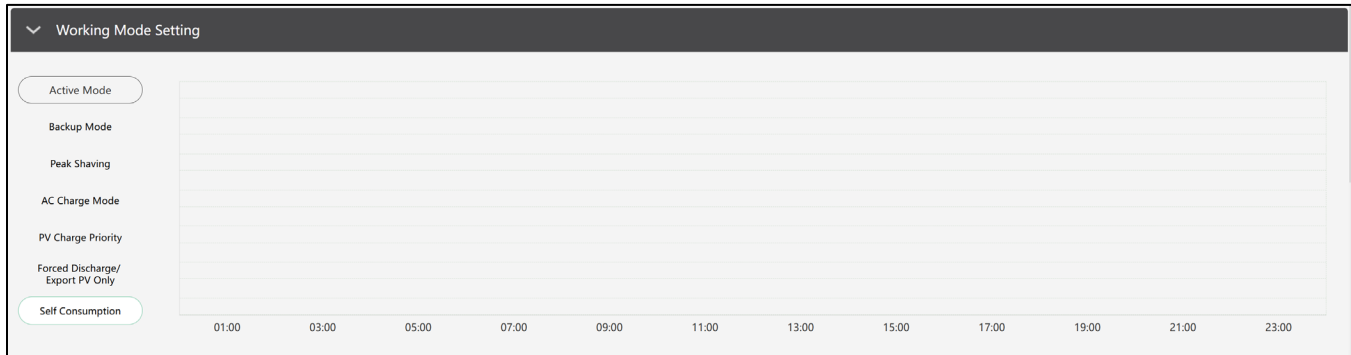 Working Mode Setting
Active Mode
Backup Mode
Peak Shaving
AC Charge Mode
PV Charge Priority
Forced Discharge/
Export PV Only
Self Consumption
01:00 03:00 05:00 07:00 09:00 11:00 13:00 15:00 17:00 19:00 21:00 23:00